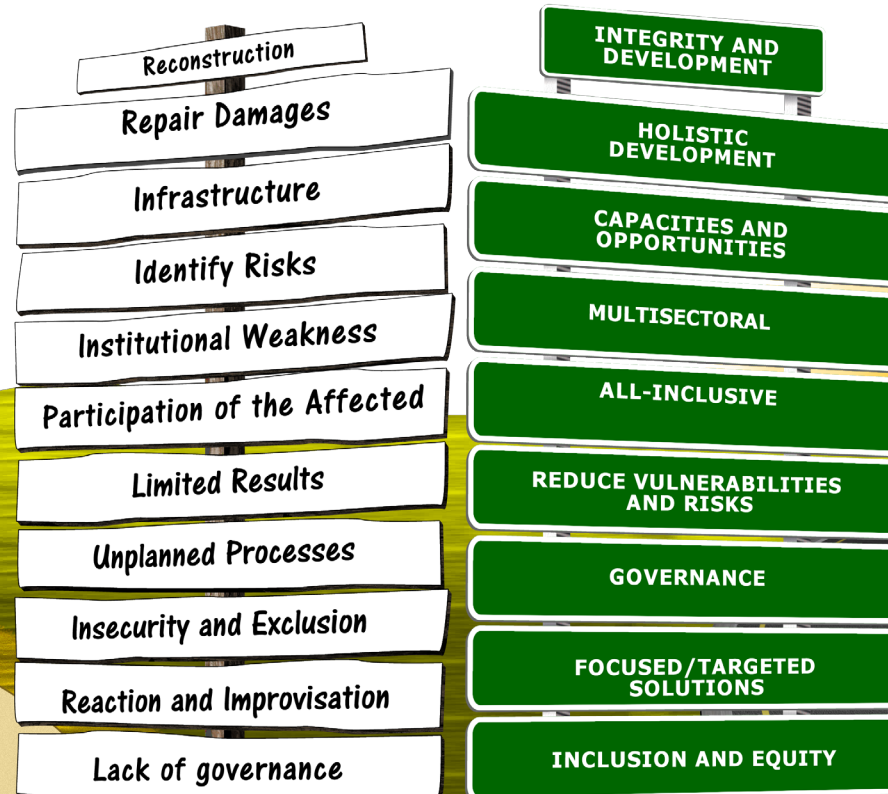 Reconstruction
Repair Damages
Infrastructure
Identify Risks
Institutional Weakness
Participation of the Affected
Limited Results
Unplanned Processes
Insecurity and Exclusion
Reaction and Improvisation
Lack of governance
INTEGRITY AND
DEVELOPMENT
HOLISTIC
DEVELOPMENT
CAPACITIES AND
OPPORTUNITIES
MULTISECTORAL
ALL-INCLUSIVE
REDUCE VULNERABILITIES
AND RISKS
GOVERNANCE
FOCUSED/TARGETED
SOLUTIONS
INCLUSION AND EQUITY